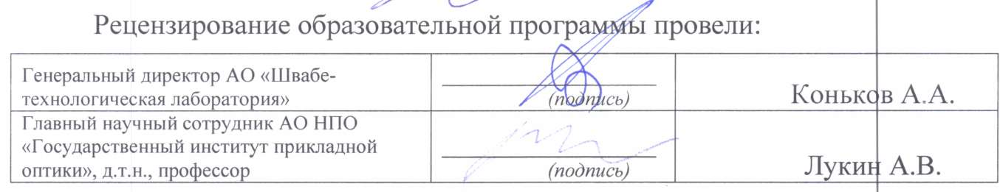 Рецензирование образовательной программы провели:
Генеральный директор АО «Швабе-
технологическая лаборатория»
(подпись)
Коньков А.А.
Главный научный сотрудник АО НПО
«Государственный институт прикладной
оптики», д.т.н., профессор
(подпись)
Лукин А.В.